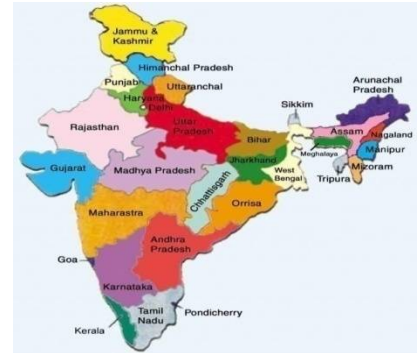 Jammu &
Kashmir
Himanchal Pradesh
Punjab
Uttaranchal
Haryana
Delhi
Arunachal
Pradesh
Sikkim
Rajasthan
Uttar
Pradesh
Assam
Nagaland
Bihar
Meghalaya
Manipur
Gujarat
Madhya Pradesh
Jharkhand
West
Bengal
Tripura
Mizoram
Chhattisgarh
Maharastra
Orrisa
Andhra
Pradesh
Goa
Karnataka
Tamil
Nadu
Pondicherry
Kerala